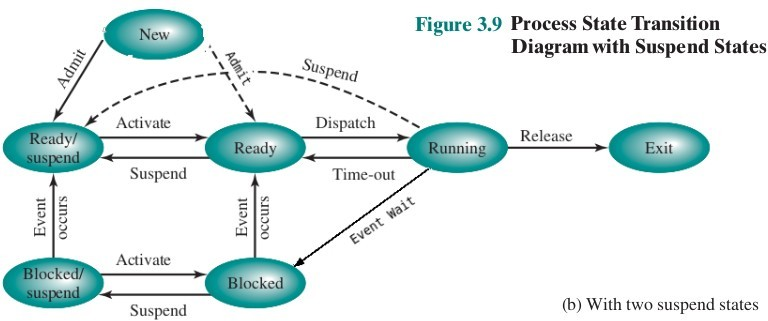 Figure 3.9 Process State Transition
Diagram with Suspend States
New
Admit
Admit
Suspend
Ready/
suspend
Activate
Suspend
Ready
Dispatch
Time-out
Running
Release
Exit
Event
occurs
Event
occurs
Event Wait
Blocked/
suspend
Activate
Suspend
Blocked
(b) With two suspend states